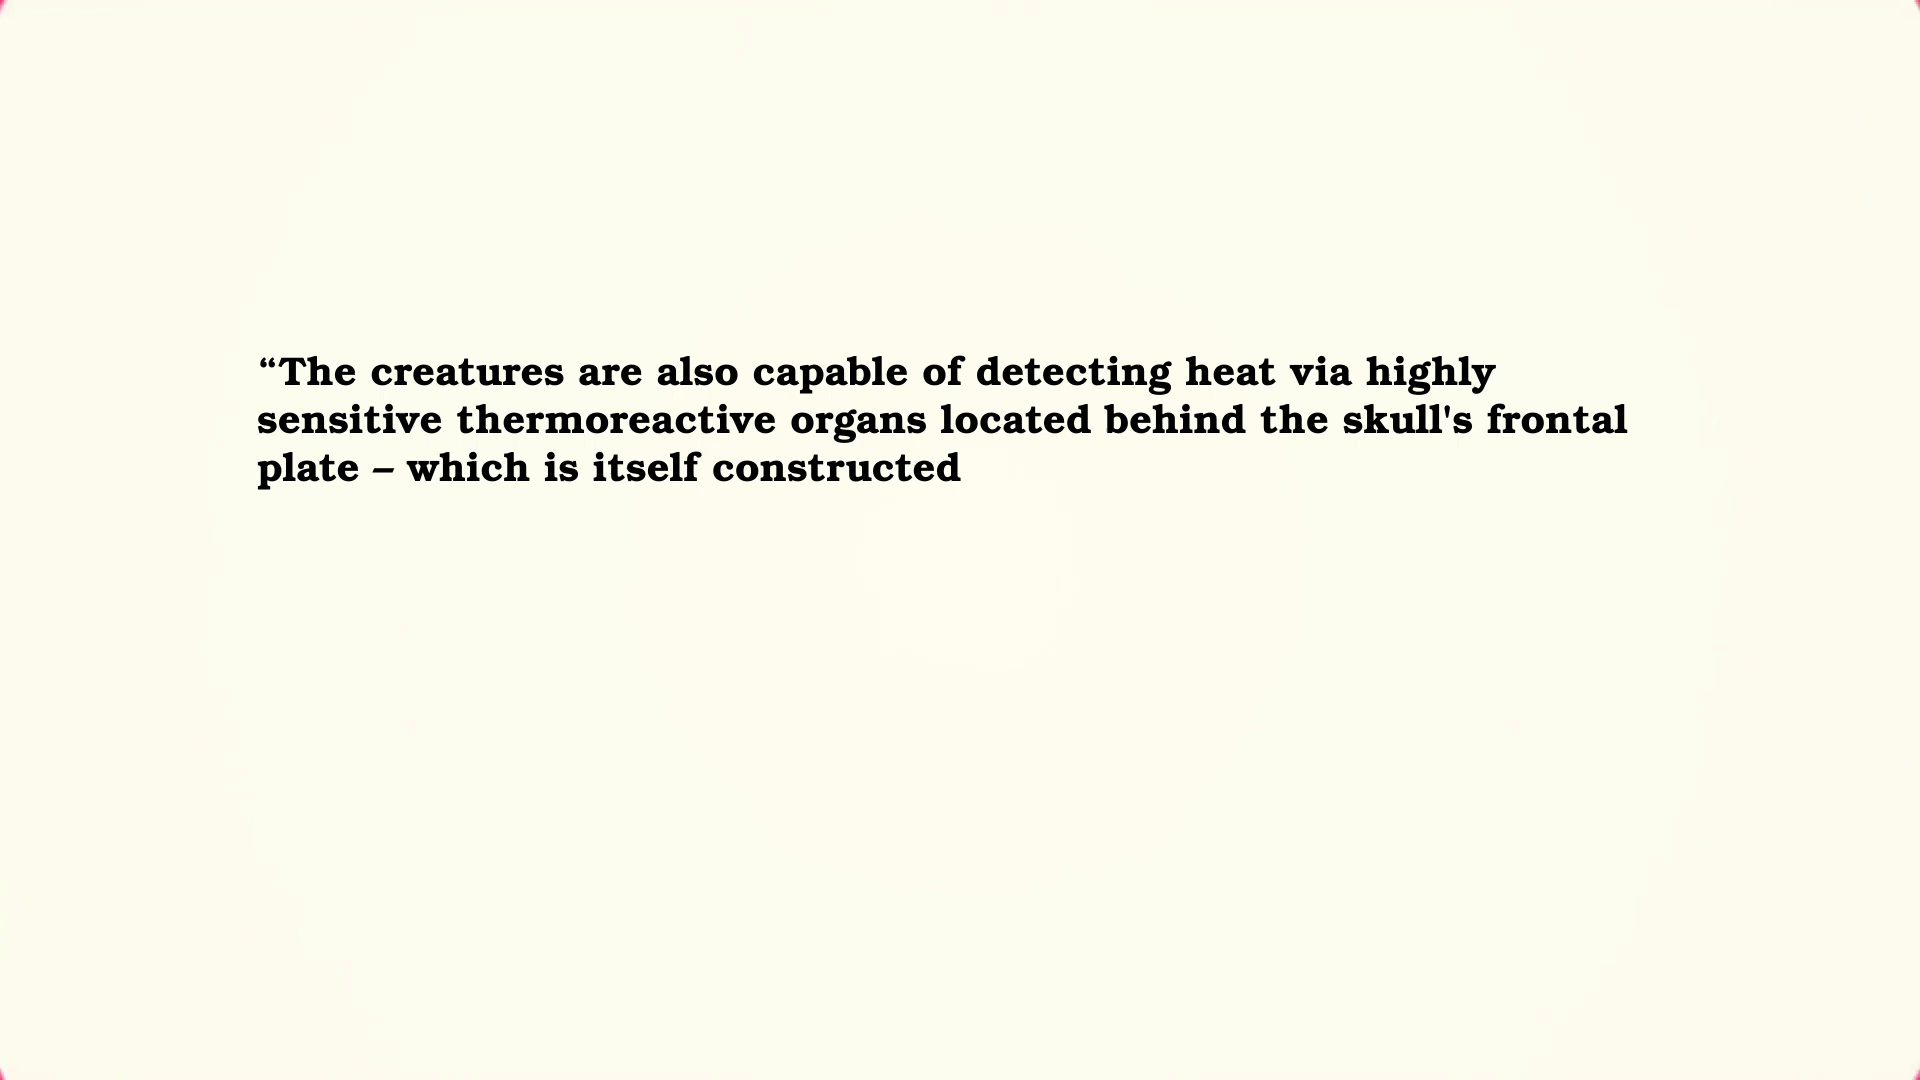 “The creatures are also capable of detecting heat via highly
sensitive thermoreactive organs located behind the skull's frontal
plate – which is itself constructed